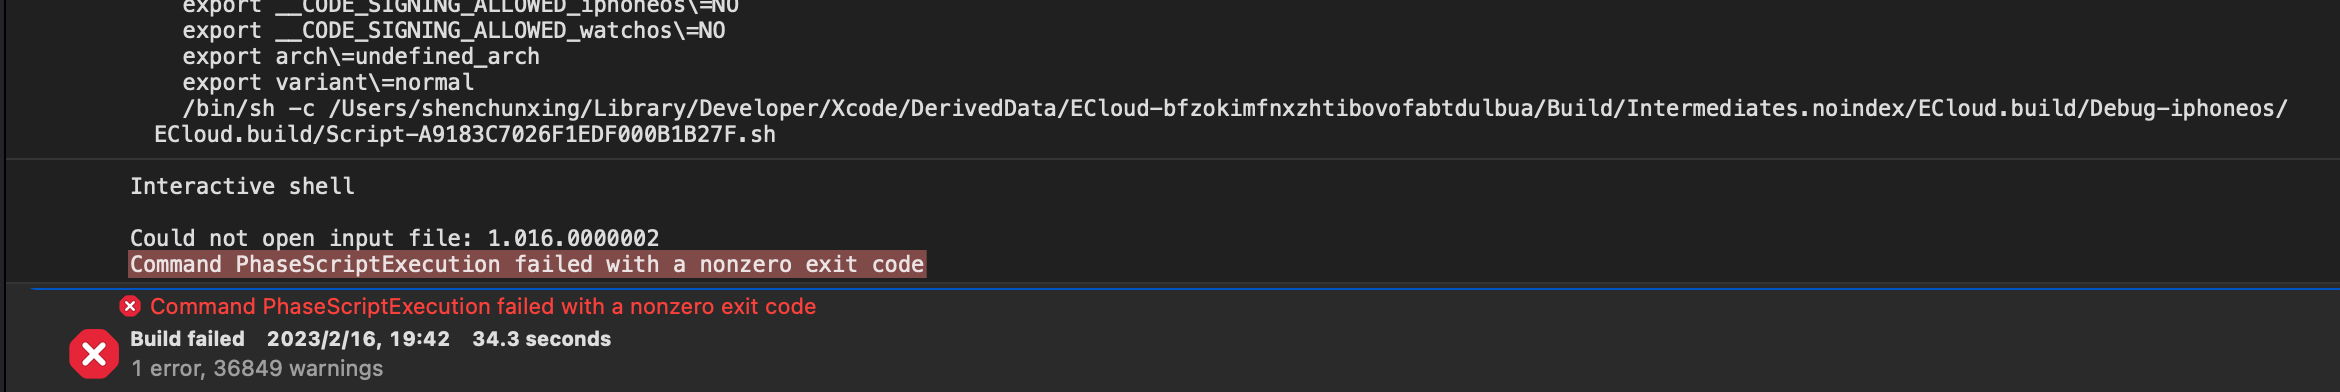 export __CODE_SIGNING_ALLOWED_iphoneos\=NO
export __CODE_SIGNING_ALLOWED_watchos\=NO
export arch\=undefined_arch
export variant\=normal
/bin/sh -c /Users/shenchunxing/Library/Developer/Xcode/DerivedData/ECloud-bfzokimfnxzhtibovofabtdulbua/Build/Intermediates.noindex/ECloud.build/Debug-iphoneos/
ECloud.build/Script-A9183C7026F1EDF000B1B27F.sh
Interactive shell
Could not open input file: 1.016.0000002
Command PhaseScriptExecution failed with a nonzero exit code
Command PhaseScriptExecution failed with a nonzero exit code
Build failed 2023/2/16, 19:42 34.3 seconds
1 error, 36849 warnings